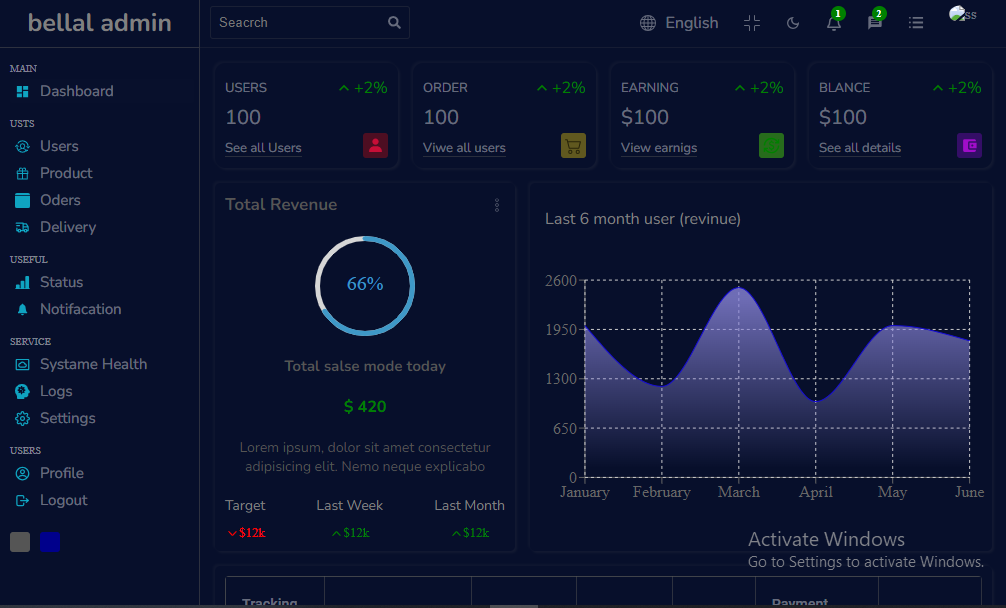 bellal admin
Seacrch
English
1
2
ss
MAIN
Dashboard
USTS
Users
Product
Oders
Delivery
USEFUL
Status
Notifacation
SERVICE
Systame Health
Logs
Settings
USERS
Profile
Logout
USERS +2%
100
See all Users
ORDER +2%
100
Viwe all users
EARNING +2%
$100
View earnigs
BLANCE +2%
$100
See all details
Total Revenue
66%
Total salse mode today
$ 420
Lorem ipsum, dolor sit amet consectetur
adipisicing elit. Nemo neque explicabo
Target Last Week Last Month
$12k $12k $12k
Last 6 month user (revinue)
2600
1950
1300
650
0
January February March April May June
Activate Windows
Go to Settings to activate Windows.
Tracking Payment